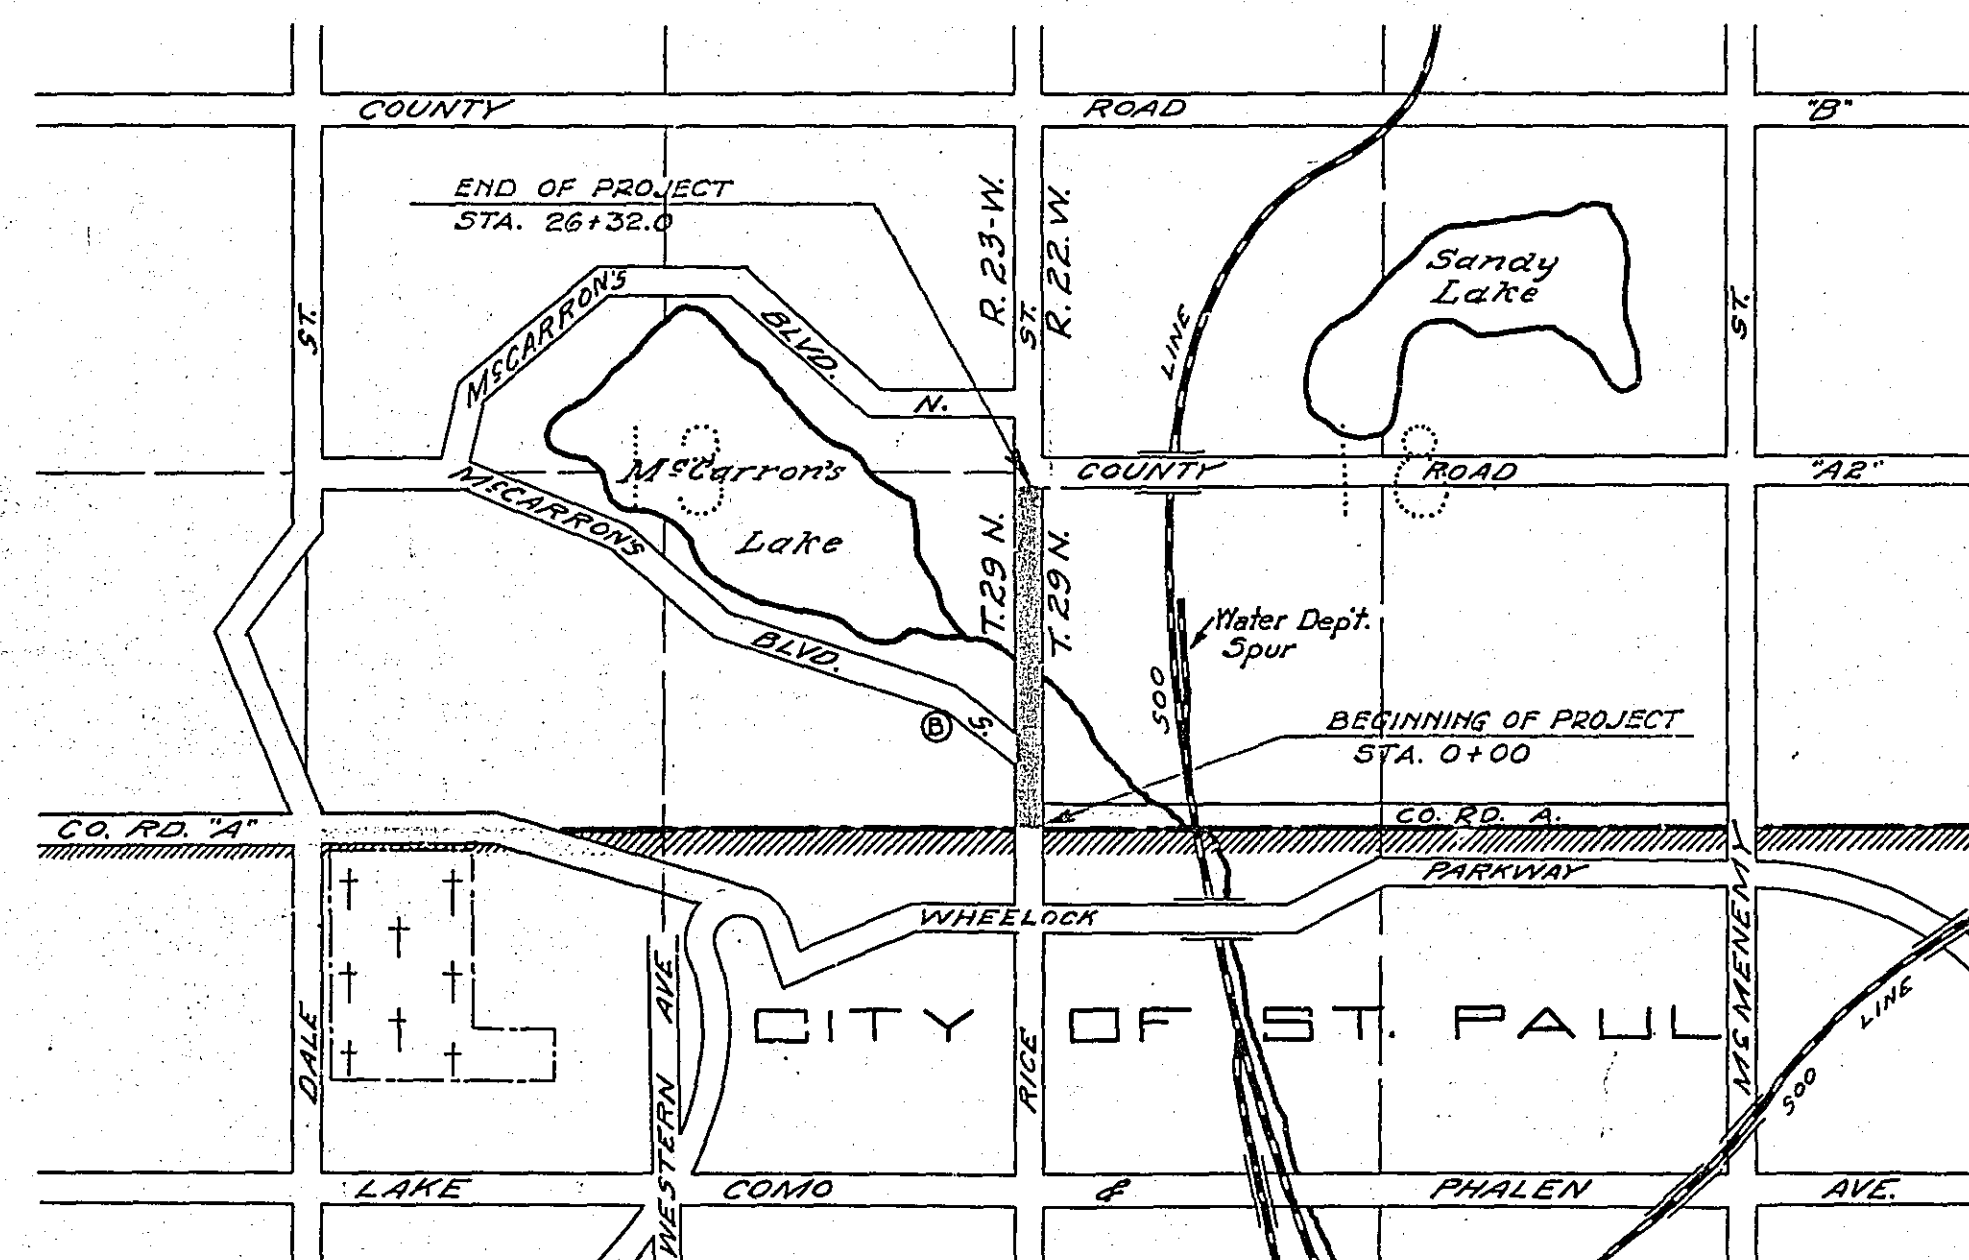 COUNTY ROAD "B"
END OF PROJECT
STA. 26+32.0
R. 23-W.
R. 22.W.
Sandy
Lake
McCARRON'S BLVD. N.
ST.
ST.
LINE
ST.
McCarron's
Lake
COUNTY ROAD "A2"
McCARRON'S BLVD. S.
T. 29 N.
T. 29 N.
Water Dep't.
Spur
SOO
B
BEGINNING OF PROJECT
STA. 0+00
CO. RD. "A"
CO. RD. A.
WHEELOCK PARKWAY
CITY OF ST. PAUL
DALE
WESTERN AVE
RICE
McMENEMY
SOO LINE
LAKE COMO & PHALEN AVE.